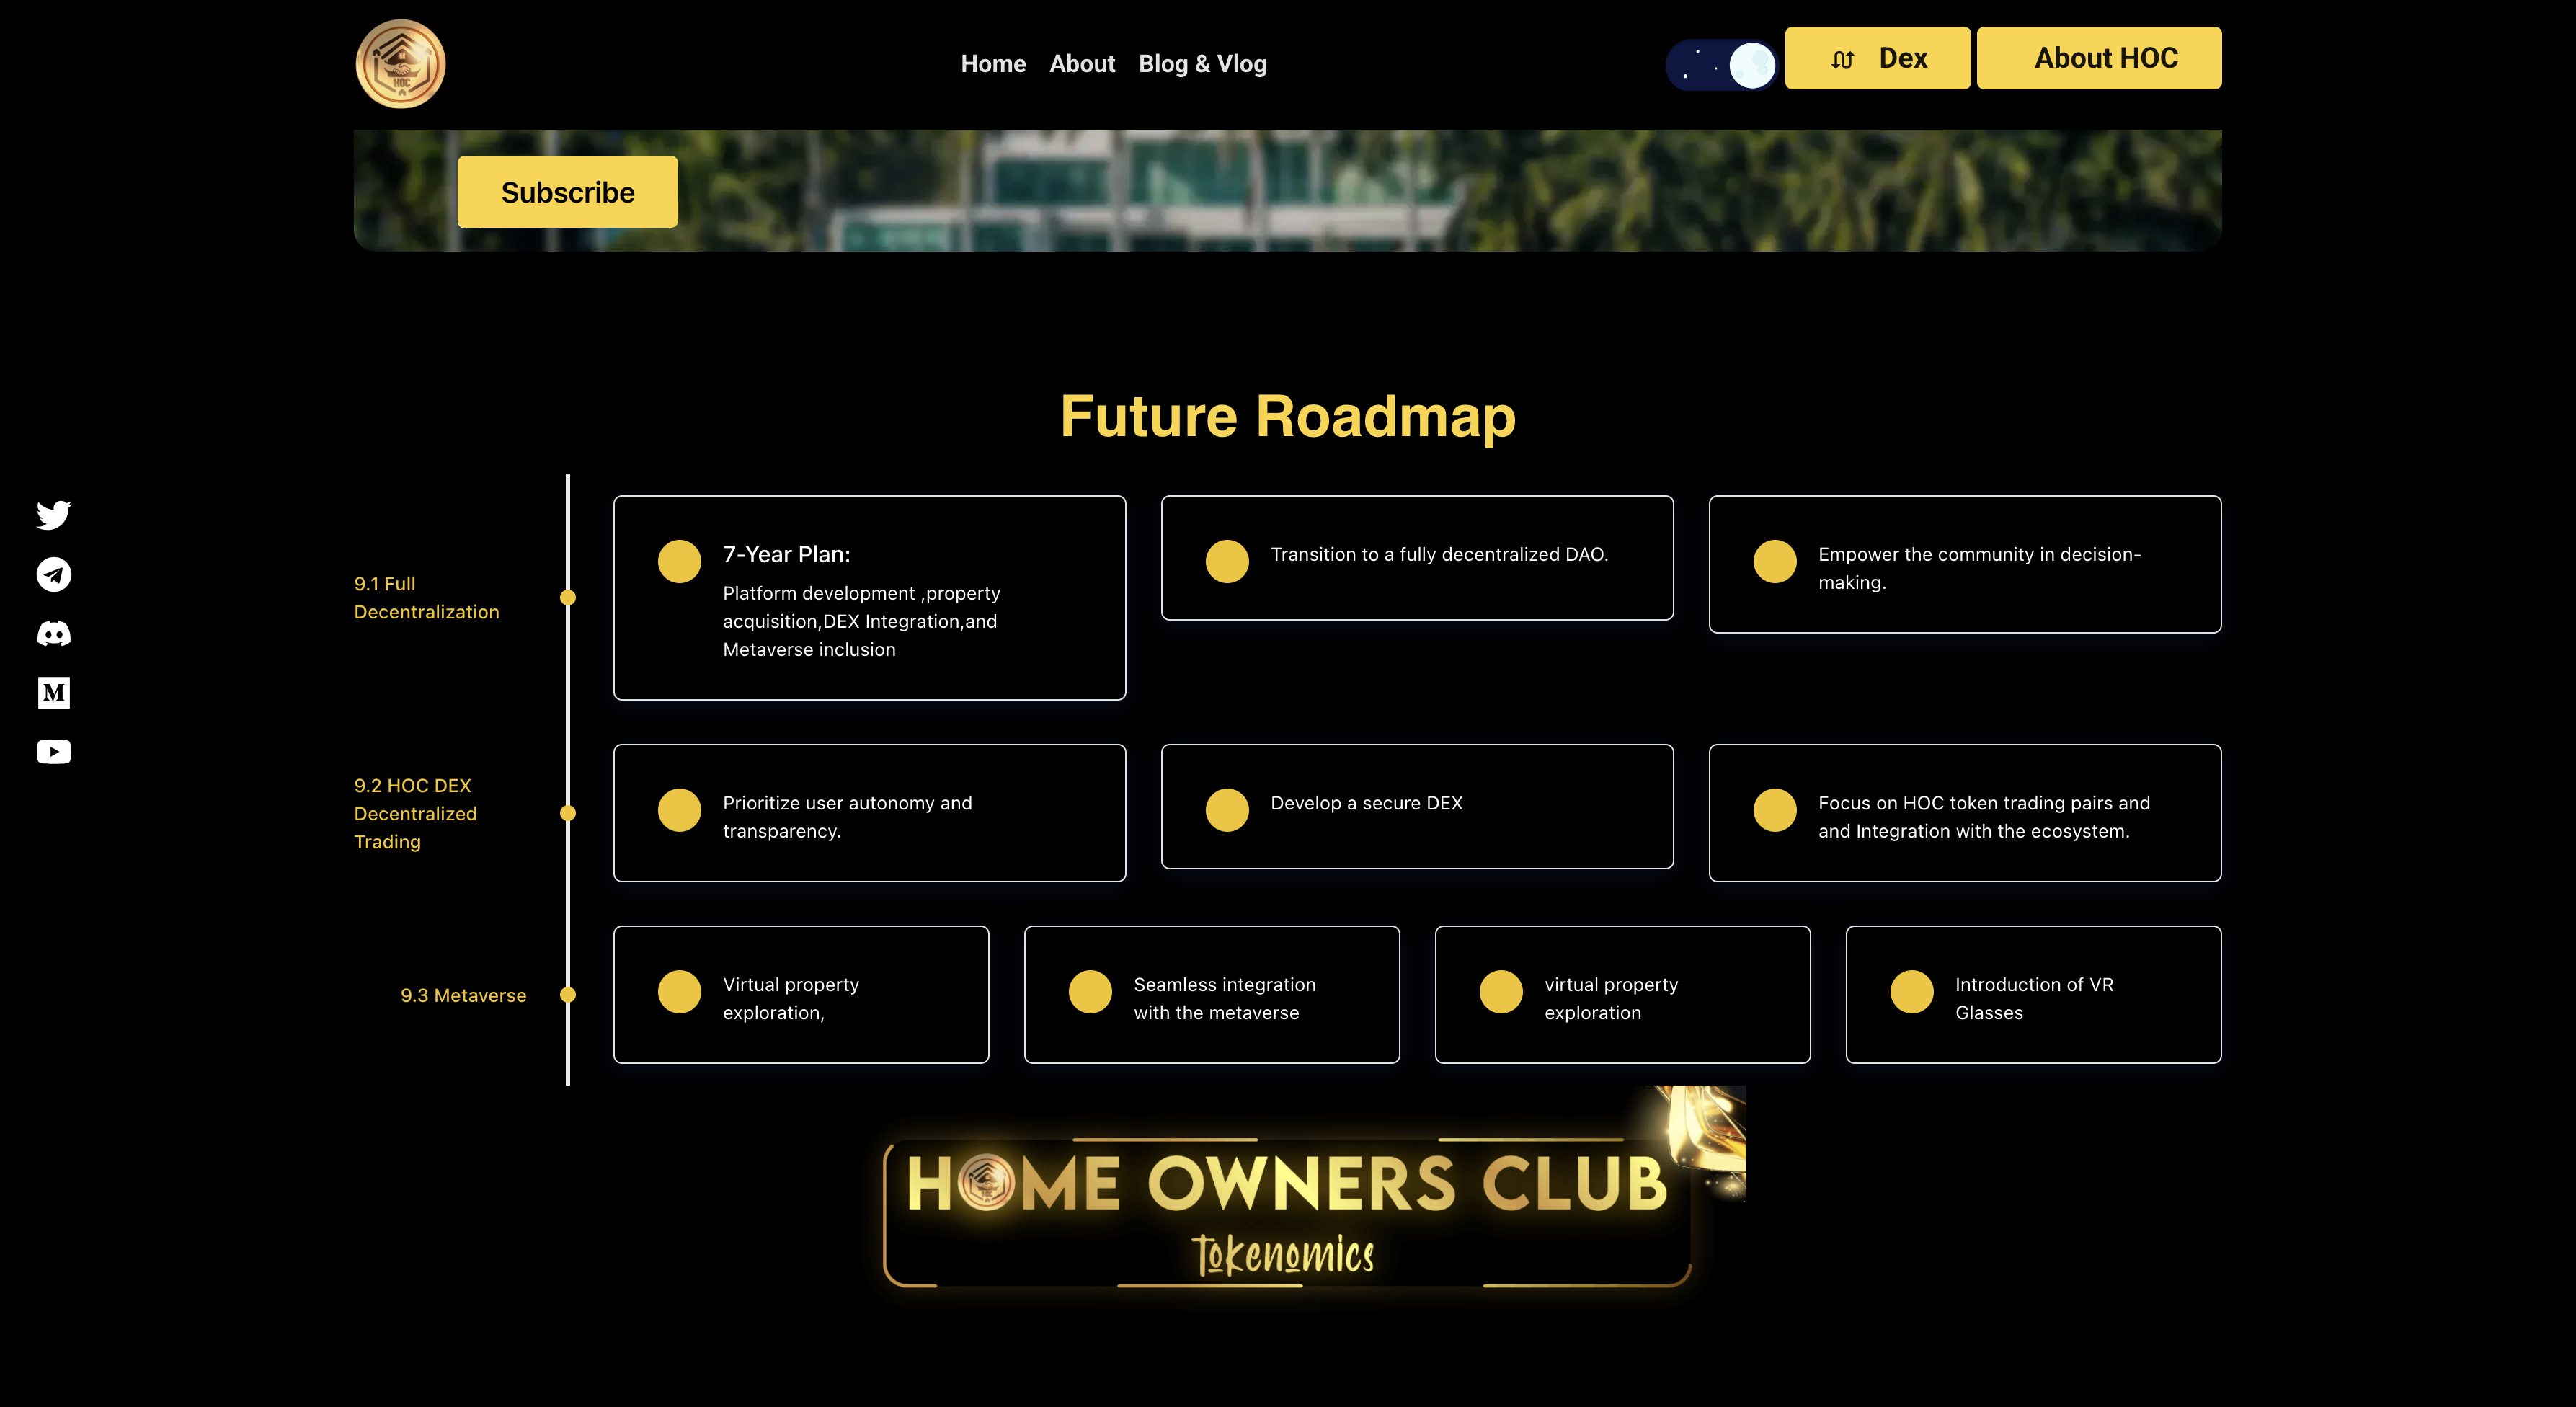 HOC
Home About Blog & Vlog
Dex
About HOC
Subscribe
Future Roadmap
9.1 Full
Decentralization
7-Year Plan:
Platform development ,property
acquisition,DEX Integration,and
Metaverse inclusion
Transition to a fully decentralized DAO.
Empower the community in decision-
making.
9.2 HOC DEX
Decentralized
Trading
Prioritize user autonomy and
transparency.
Develop a secure DEX
Focus on HOC token trading pairs and
and Integration with the ecosystem.
9.3 Metaverse
Virtual property
exploration,
Seamless integration
with the metaverse
virtual property
exploration
Introduction of VR
Glasses
HOME OWNERS CLUB
Tokenomics